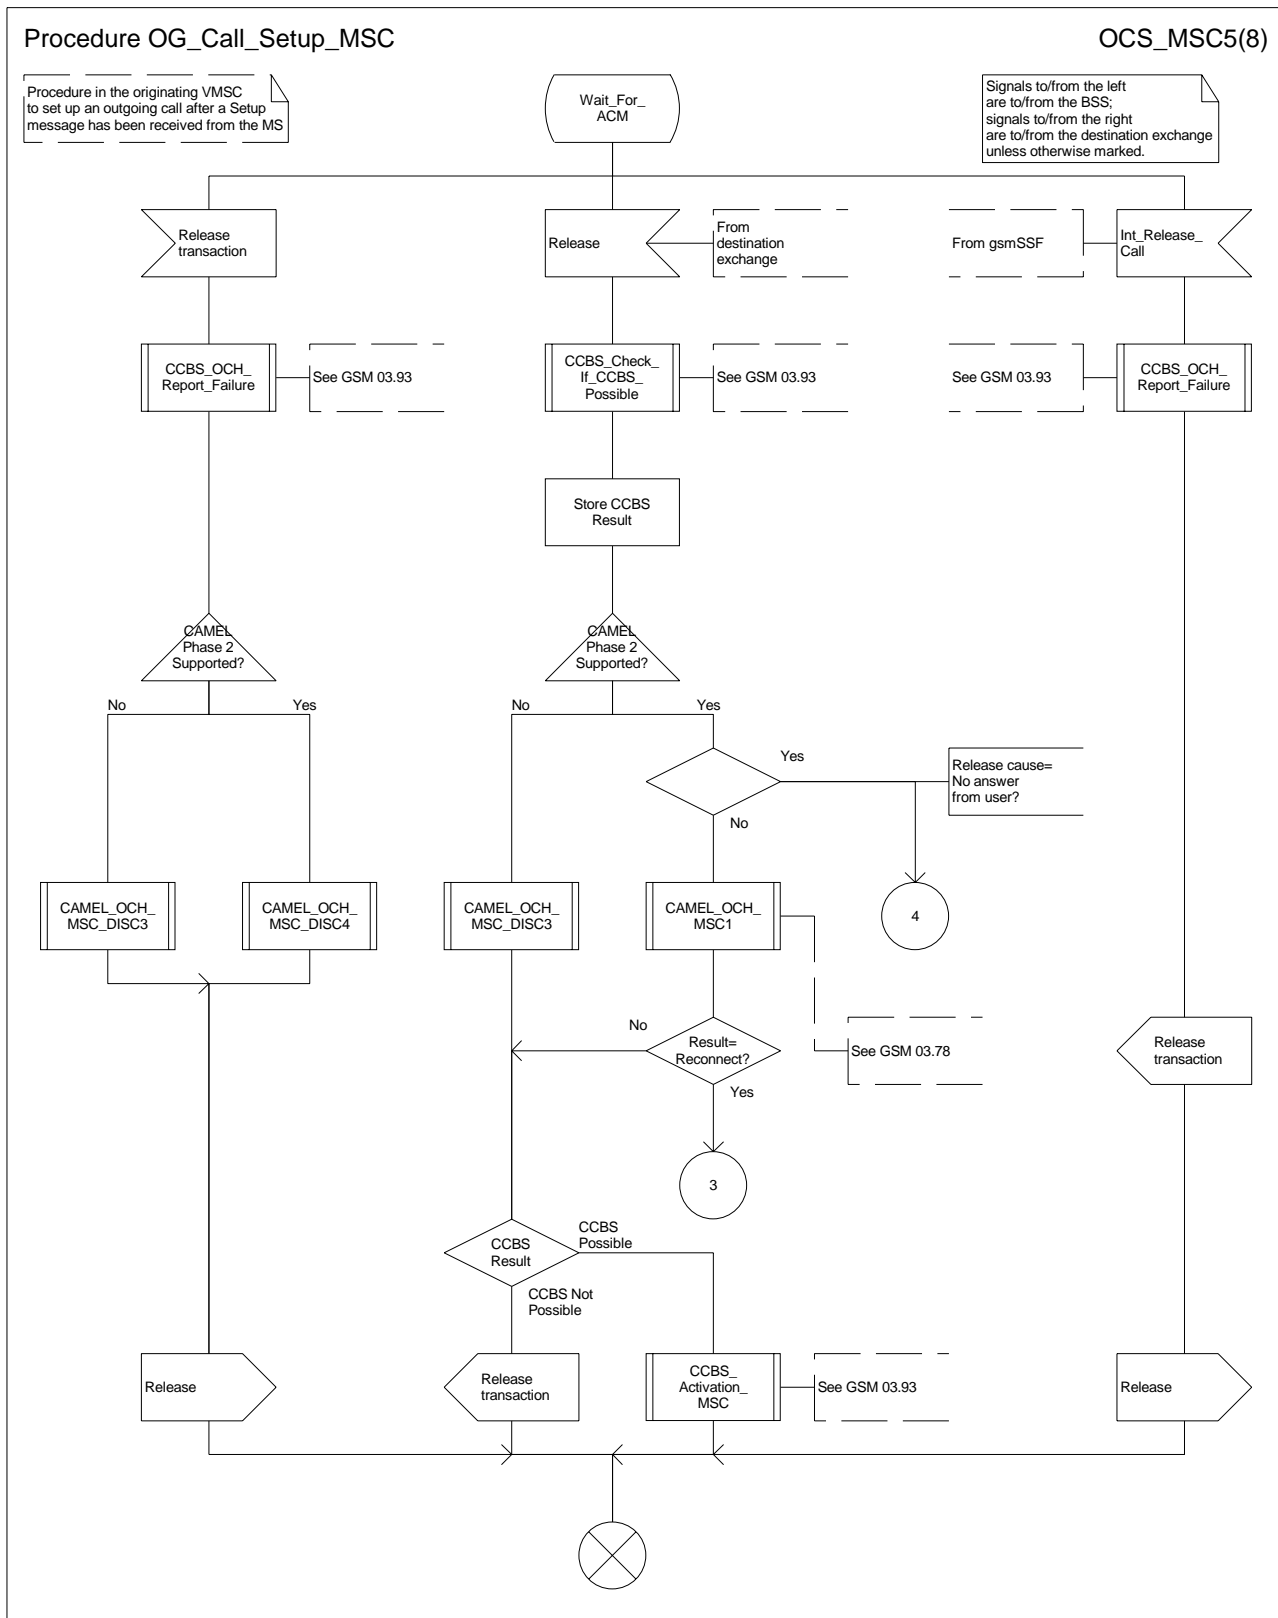 Procedure OG_Call_Setup_MSC
OCS_MSC5(8)
Procedure in the originating VMSC
to set up an outgoing call after a Setup
message has been received from the MS
Wait_For_
ACM
Signals to/from the left
are to/from the BSS;
signals to/from the right
are to/from the destination exchange
unless otherwise marked.
Release
transaction
Release
From
destination
exchange
From gsmSSF
Int_Release_
Call
CCBS_OCH_
Report_Failure
See GSM 03.93
CCBS_Check_
If_CCBS_
Possible
See GSM 03.93
See GSM 03.93
CCBS_OCH_
Report_Failure
Store CCBS
Result
CAMEL
Phase 2
Supported?
CAMEL
Phase 2
Supported?
No
Yes
No
Yes
Yes
Release cause=
No answer
from user?
No
CAMEL_OCH_
MSC_DISC3
CAMEL_OCH_
MSC_DISC4
CAMEL_OCH_
MSC_DISC3
CAMEL_OCH_
MSC1
4
No
Result=
Reconnect?
See GSM 03.78
Release
transaction
Yes
3
CCBS
Result
CCBS
Possible
CCBS Not
Possible
Release
Release
transaction
CCBS_
Activation_
MSC
See GSM 03.93
Release